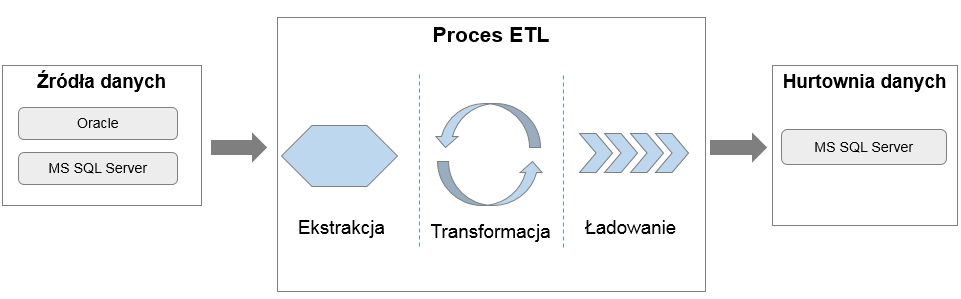 Proces ETL
Źródła danych
Oracle
MS SQL Server
Ekstrakcja
Transformacja
Ładowanie
Hurtownia danych
MS SQL Server